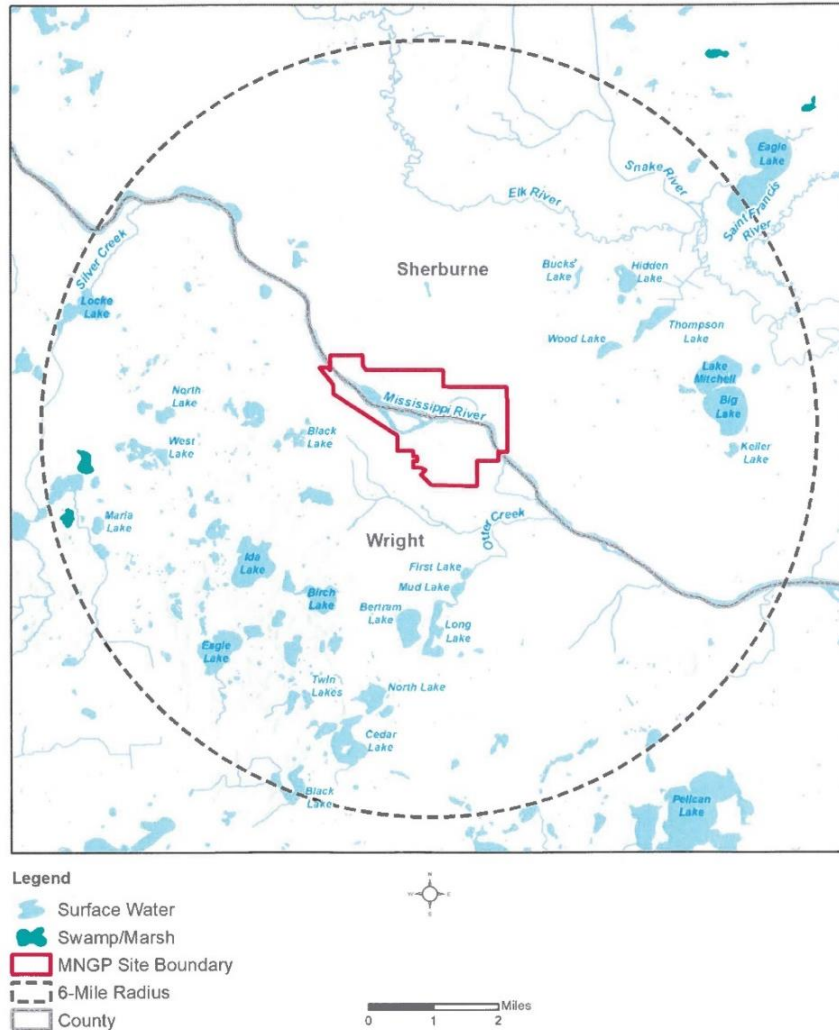 Eagle
Lake
Snake
River
Saint Francis
River
Elk River
Silver Creek
Sherburne
Bucks'
Lake
Hidden
Lake
Locke
Lake
Thompson
Lake
Wood Lake
Lake
Mitchell
Big
Lake
Keller
Lake
Mississippi
River
North
Lake
West
Lake
Black
Lake
Maria
Lake
Wright
Otter Creek
Ida
Lake
First Lake
Mud Lake
Birch
Lake
Bertram
Lake
Long
Lake
Eagle
Lake
Twin
Lakes
North Lake
Cedar
Lake
Black
Lake
Pelican
Lake
Legend
Surface Water
Swamp/Marsh
MNGP Site Boundary
6-Mile Radius
County
N
W
E
S
Miles
0 1 2